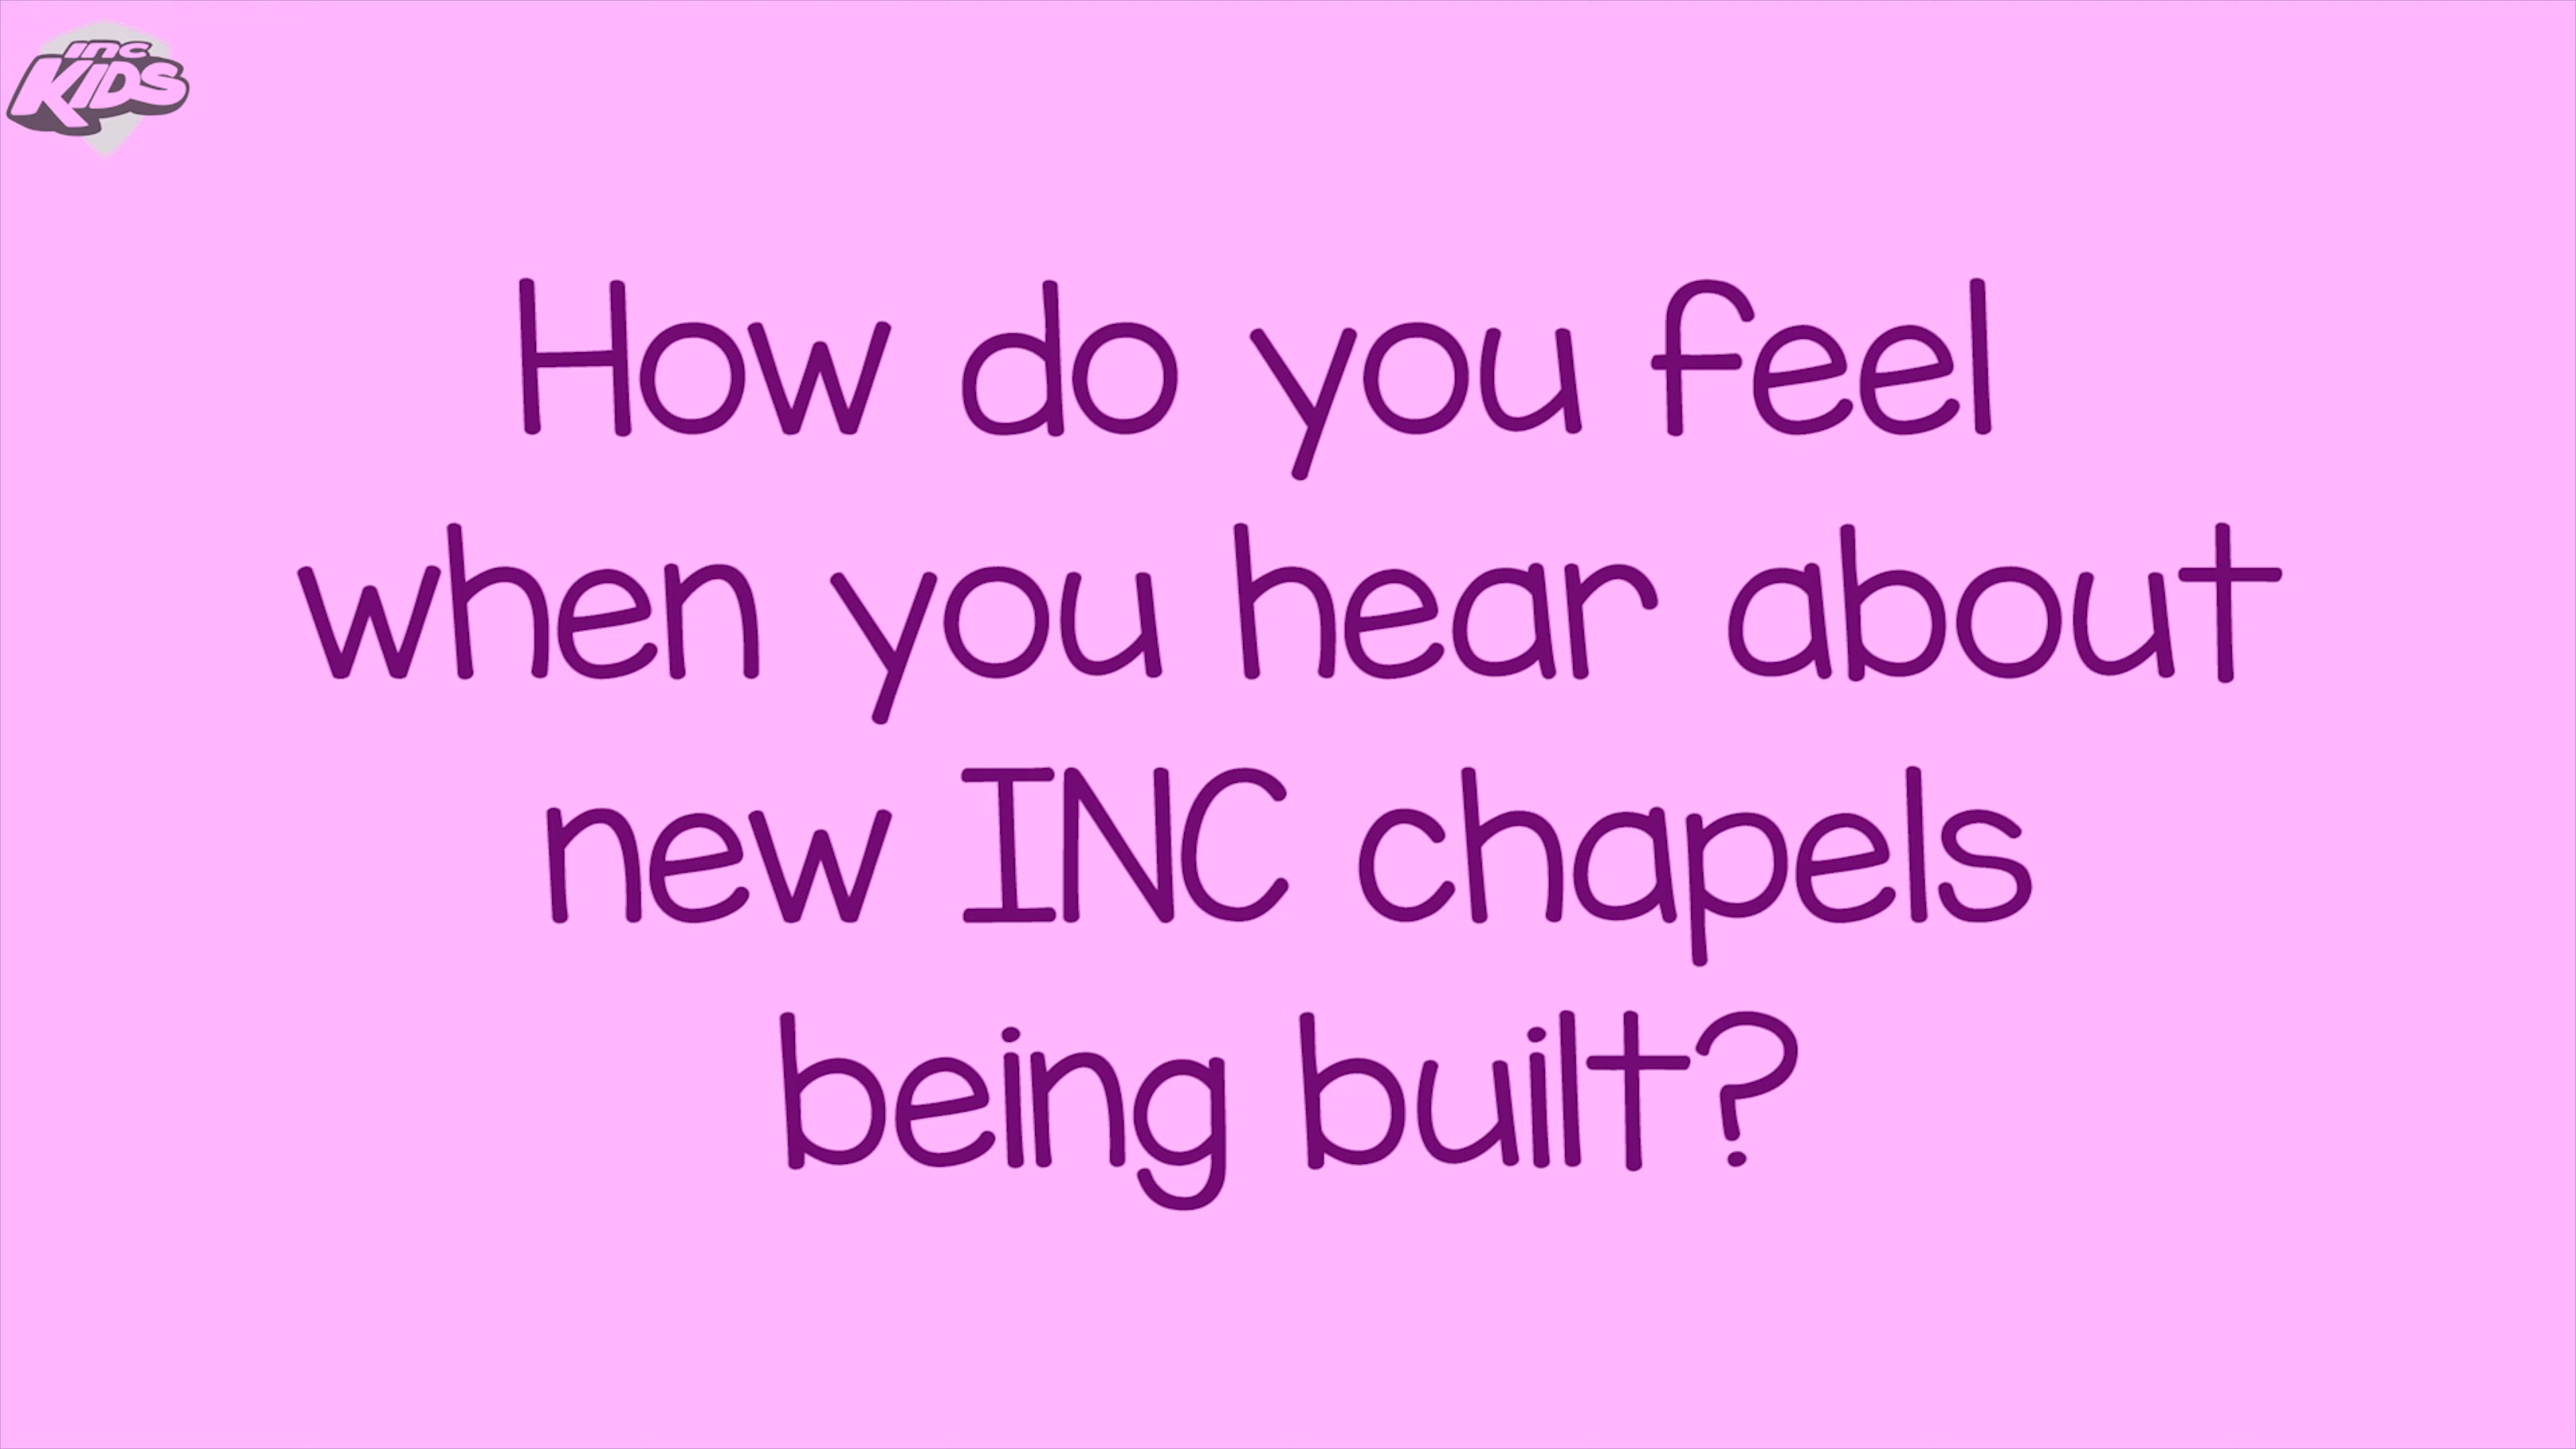 inc
KIDS
How do you feel
when you hear about
new INC chapels
being built?